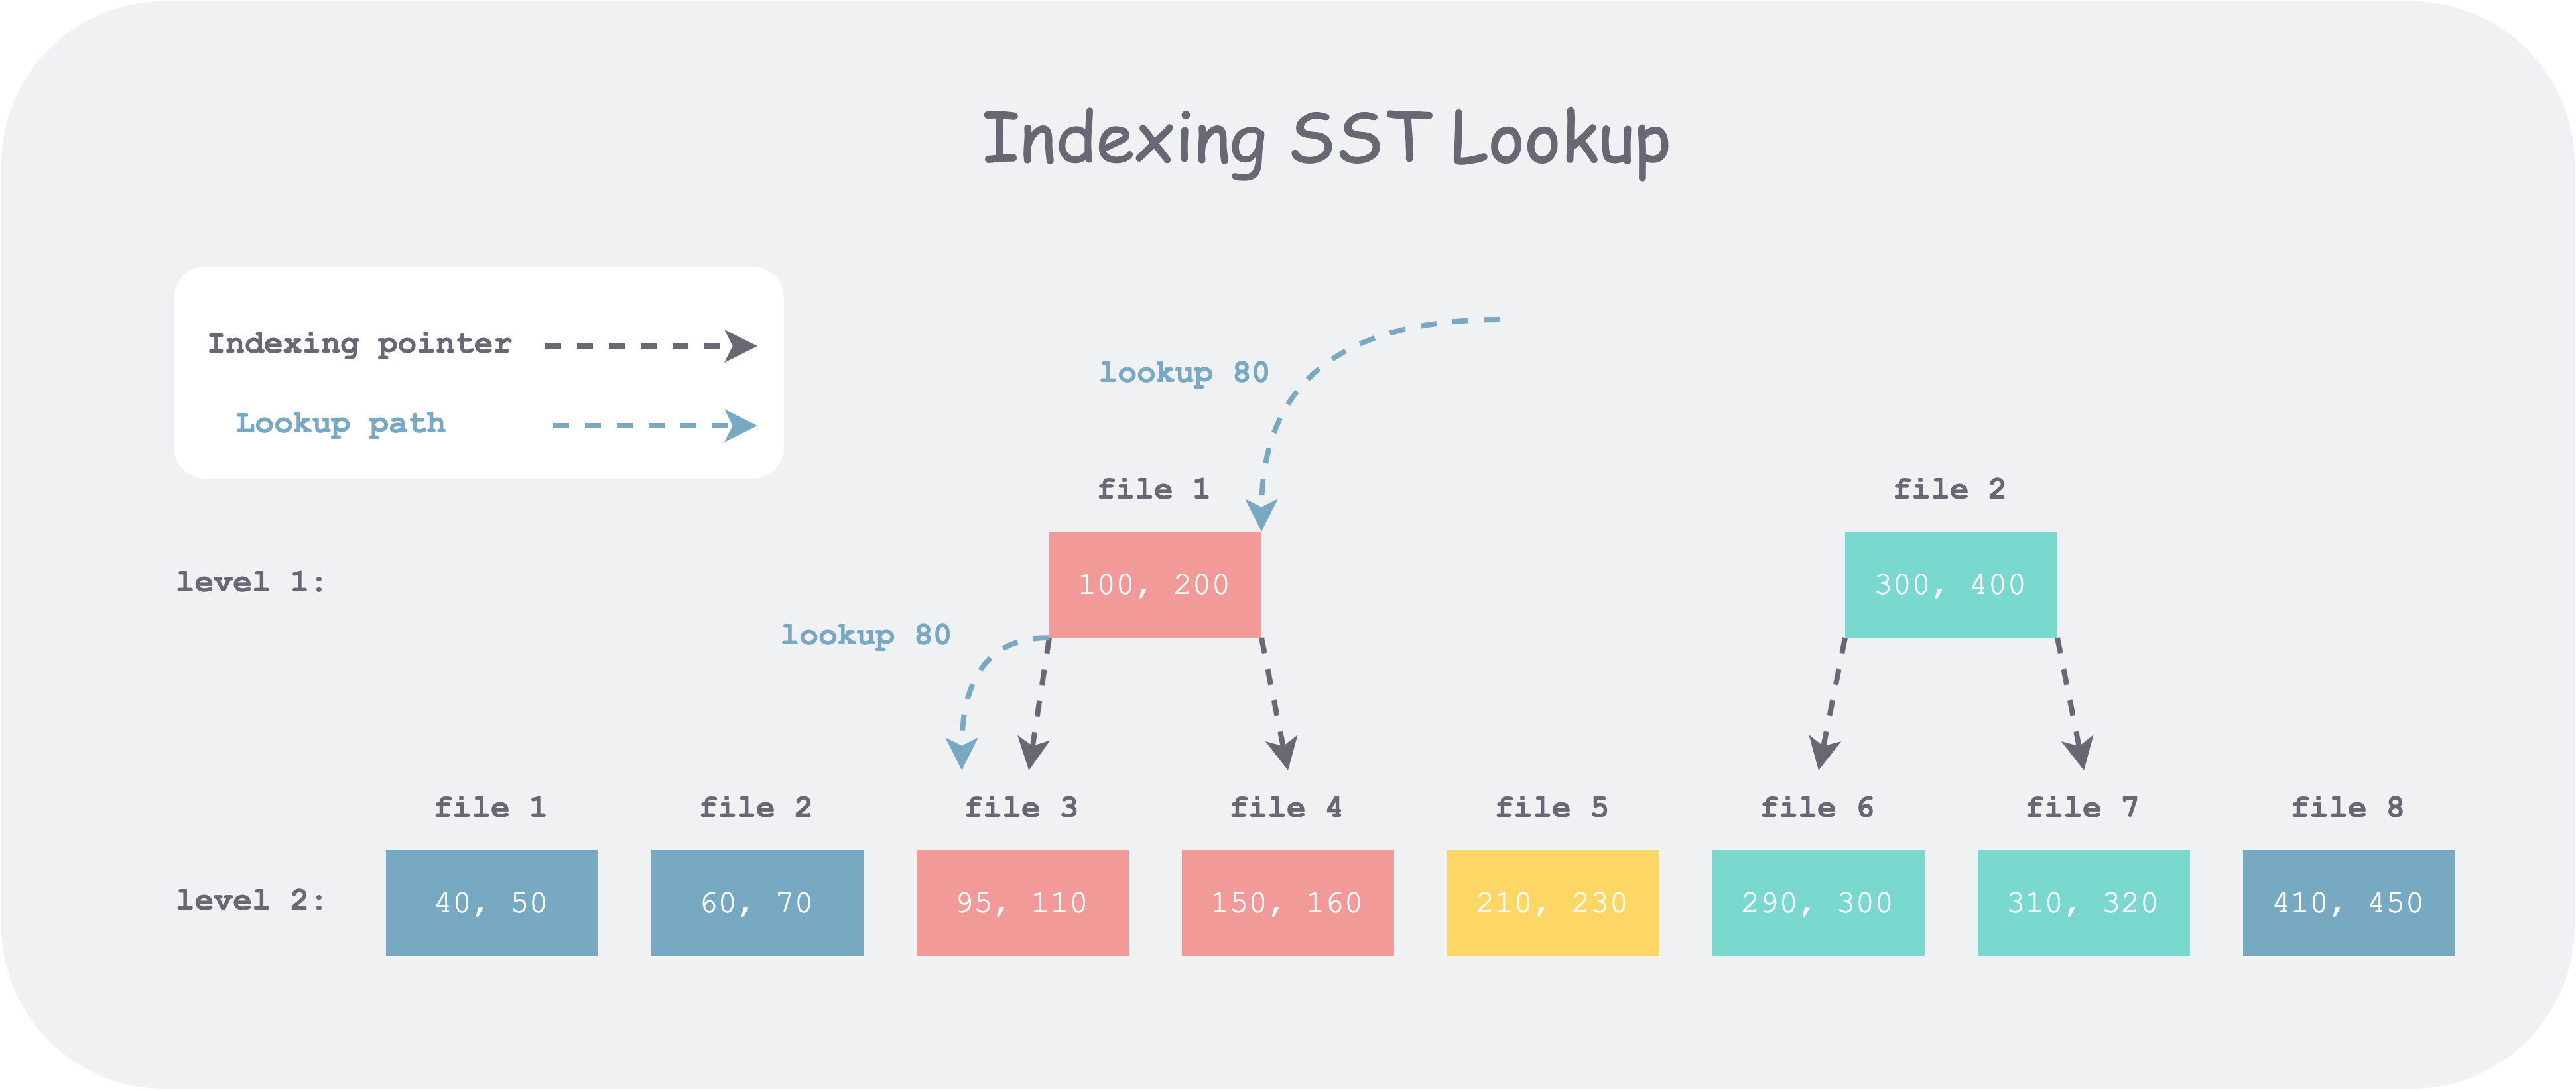 Indexing SST Lookup
Indexing pointer
Lookup path
lookup 80
file 1
file 2
level 1:
100, 200
300, 400
lookup 80
file 1
file 2
file 3
file 4
file 5
file 6
file 7
file 8
level 2:
40, 50
60, 70
95, 110
150, 160
210, 230
290, 300
310, 320
410, 450